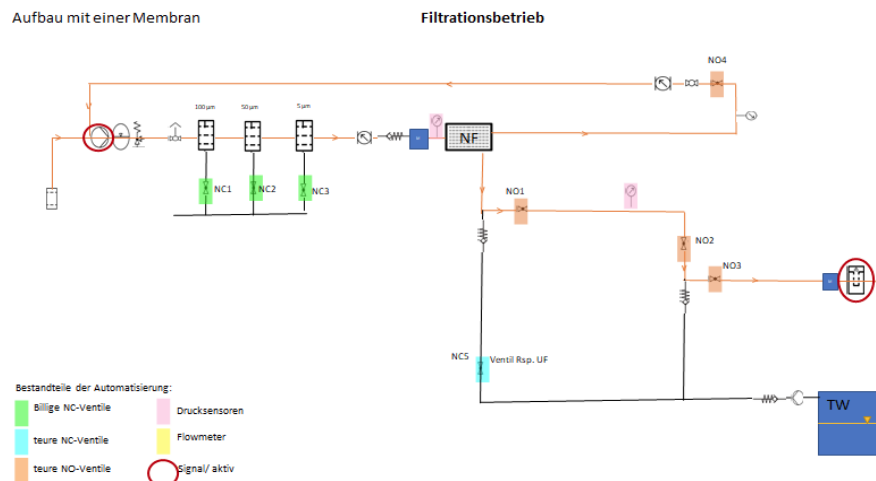 Aufbau mit einer Membran
Filtrationsbetrieb
NO4
100 µm
50 µm
5 µm
NF
NC1
NC2
NC3
NO1
NO2
NO3
NC5
Ventil Rsp. UF
TW
Bestandteile der Automatisierung:
Billige NC-Ventile
Drucksensoren
teure NC-Ventile
Flowmeter
teure NO-Ventile
Signal/ aktiv